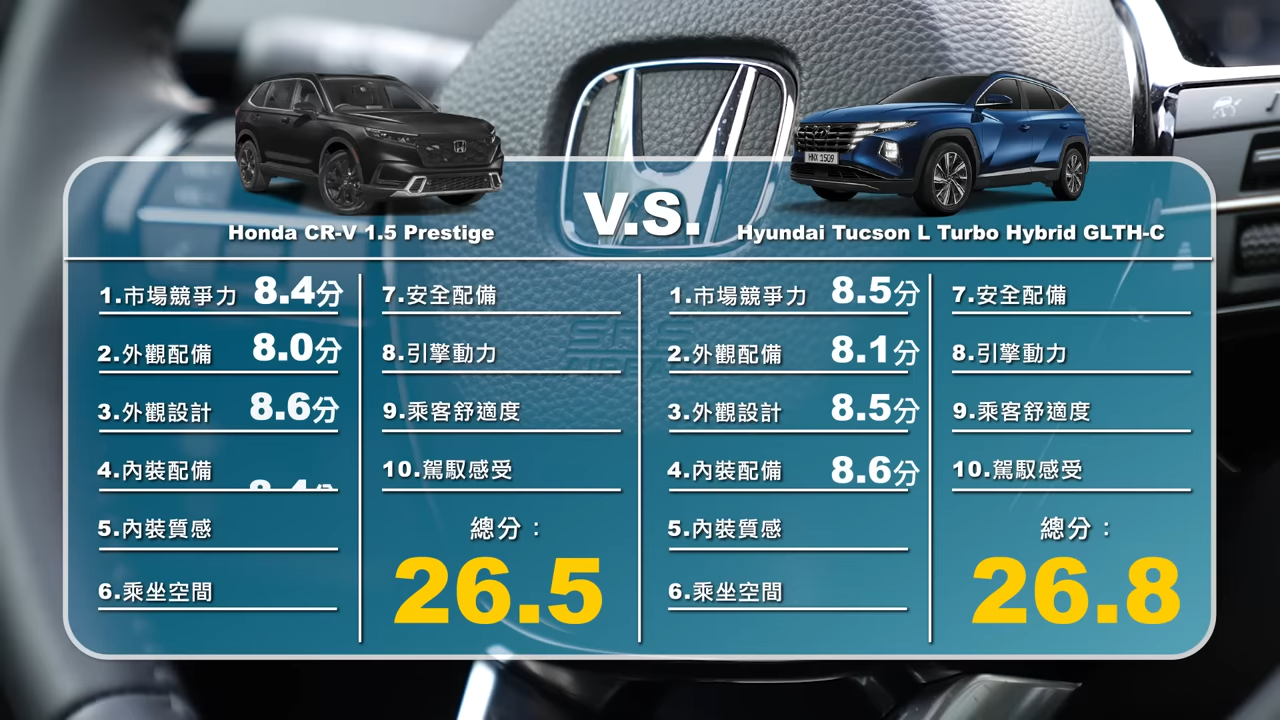 HNX 1509
V.S.
Honda CR-V 1.5 Prestige
Hyundai Tucson L Turbo Hybrid GLTH-C
1.市場競爭力 8.4分
2.外觀配備 8.0分
3.外觀設計 8.6分
4.內裝配備
5.內裝質感
6.乘坐空間
7.安全配備
8.引擎動力
9.乘客舒適度
10.駕馭感受
總分：
26.5
1.市場競爭力 8.5分
2.外觀配備 8.1分
3.外觀設計 8.5分
4.內裝配備 8.6分
5.內裝質感
6.乘坐空間
7.安全配備
8.引擎動力
9.乘客舒適度
10.駕馭感受
總分：
26.8